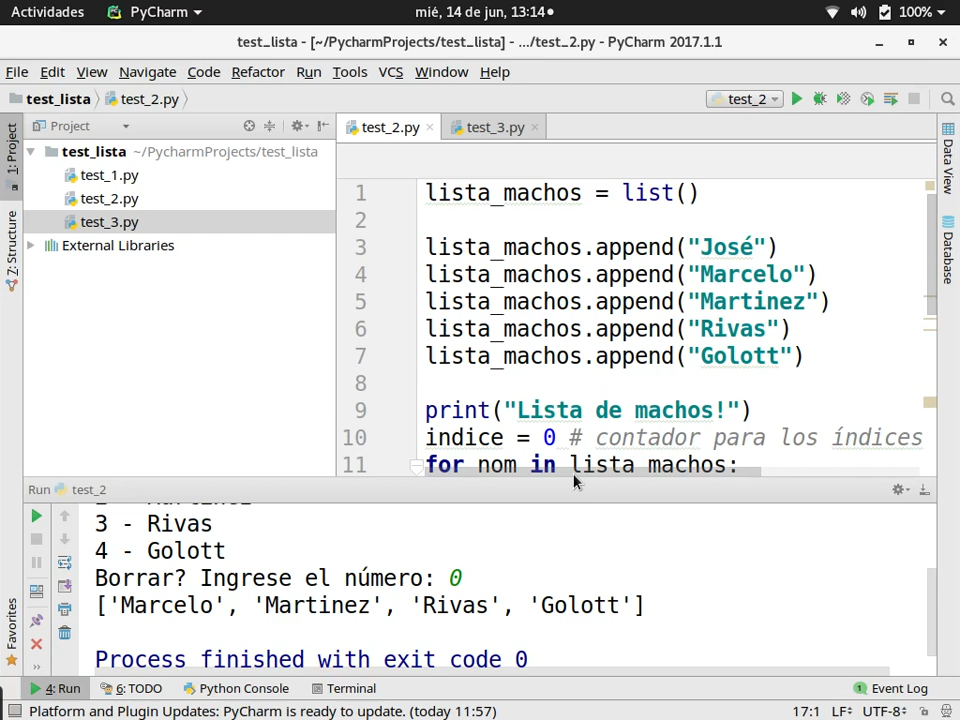 Actividades PyCharm mié, 14 de jun, 13:14 100%
test_lista - [~/PycharmProjects/test_lista] - .../test_2.py - PyCharm 2017.1.1
File Edit View Navigate Code Refactor Run Tools VCS Window Help
test_lista test_2.py test_2
Project test_2.py test_3.py
1: Project
7: Structure
Favorites
Data View
Database
test_lista ~/PycharmProjects/test_lista
test_1.py
test_2.py
test_3.py
External Libraries
1 lista_machos = list()
2
3 lista_machos.append("José")
4 lista_machos.append("Marcelo")
5 lista_machos.append("Martinez")
6 lista_machos.append("Rivas")
7 lista_machos.append("Golott")
8
9 print("Lista de machos!")
10 indice = 0 # contador para los índices
11 for nom in lista_machos:
Run test_2
3 - Rivas
4 - Golott
Borrar? Ingrese el número: 0
['Marcelo', 'Martinez', 'Rivas', 'Golott']
Process finished with exit code 0
4: Run 6: TODO Python Console Terminal 1 Event Log
Platform and Plugin Updates: PyCharm is ready to update. (today 11:57) 17:1 LF UTF-8